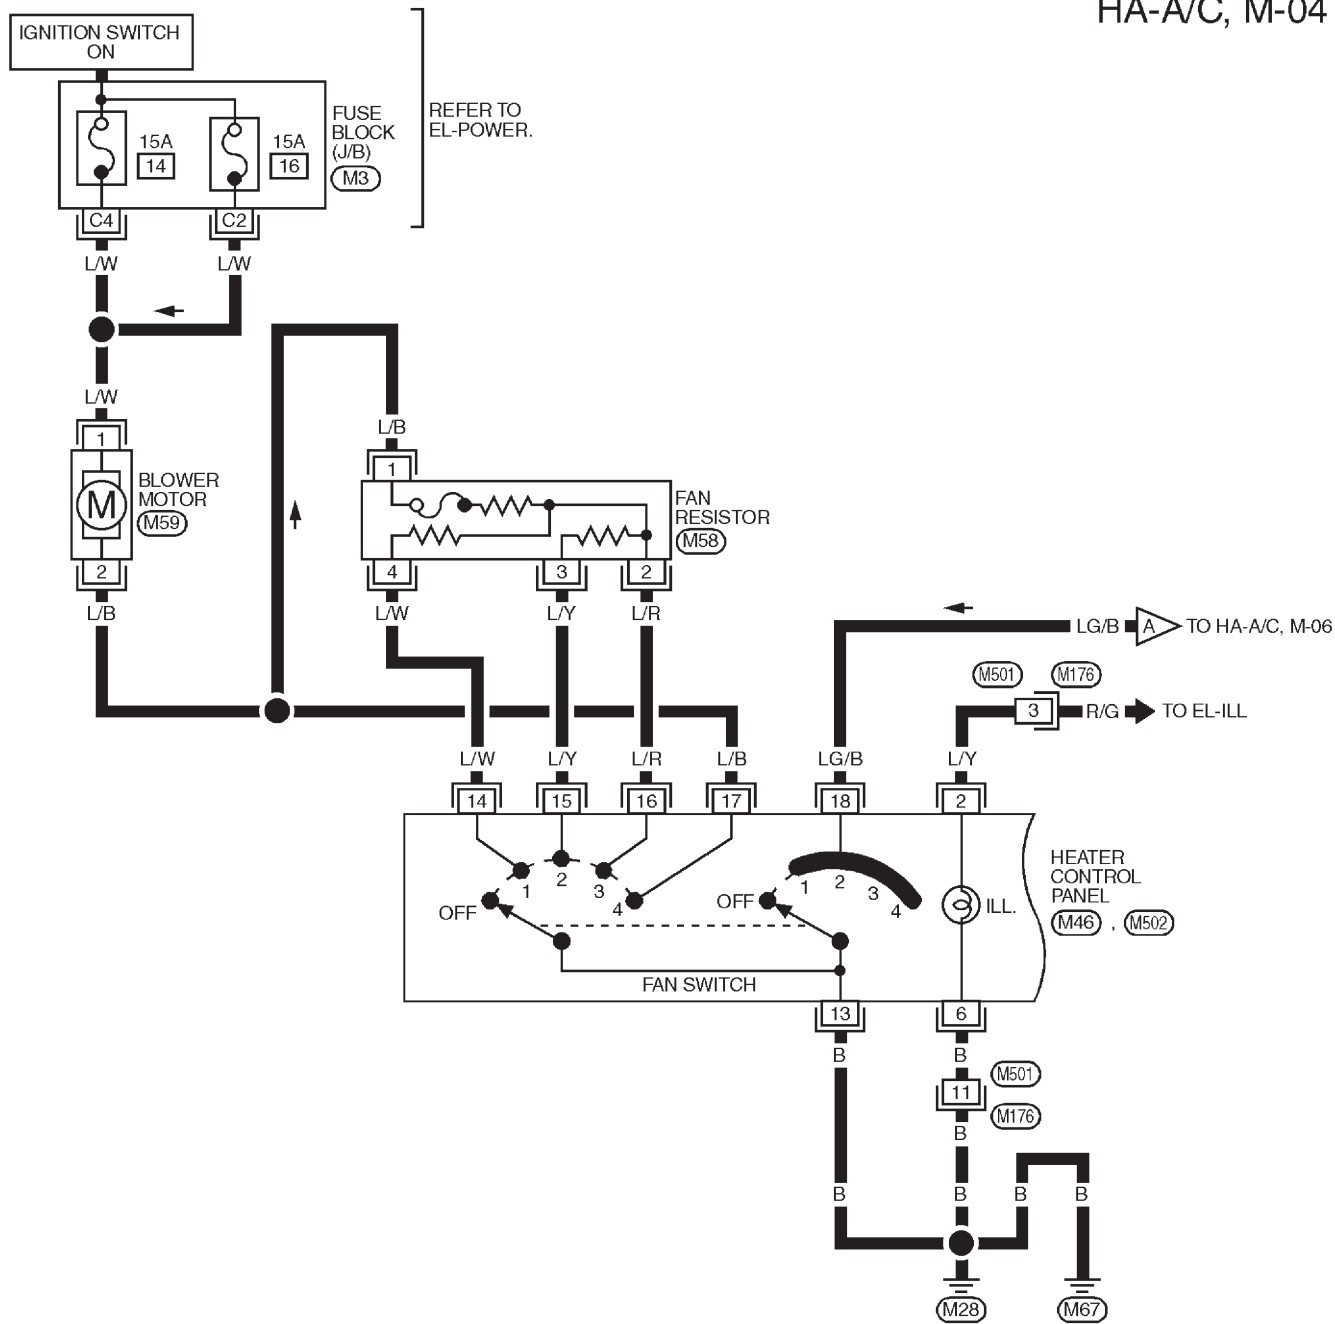 HA-A/C, M-04
IGNITION SWITCH
ON
FUSE
BLOCK
(J/B)
M3
REFER TO
EL-POWER.
15A
14
15A
16
C4
C2
L/W
L/W
L/W
1
M
BLOWER
MOTOR
M59
2
L/B
L/B
1
FAN
RESISTOR
M58
4
3
2
L/W
L/Y
L/R
LG/B
A
TO HA-A/C, M-06
M501
M176
3
R/G
TO EL-ILL
L/W
L/Y
L/R
L/B
LG/B
L/Y
14
15
16
17
18
2
OFF
1
2
3
4
OFF
1
2
3
4
ILL.
HEATER
CONTROL
PANEL
M46 , M502
FAN SWITCH
13
6
B
B
M501
11
M176
B
B
B
B
B
M28
M67